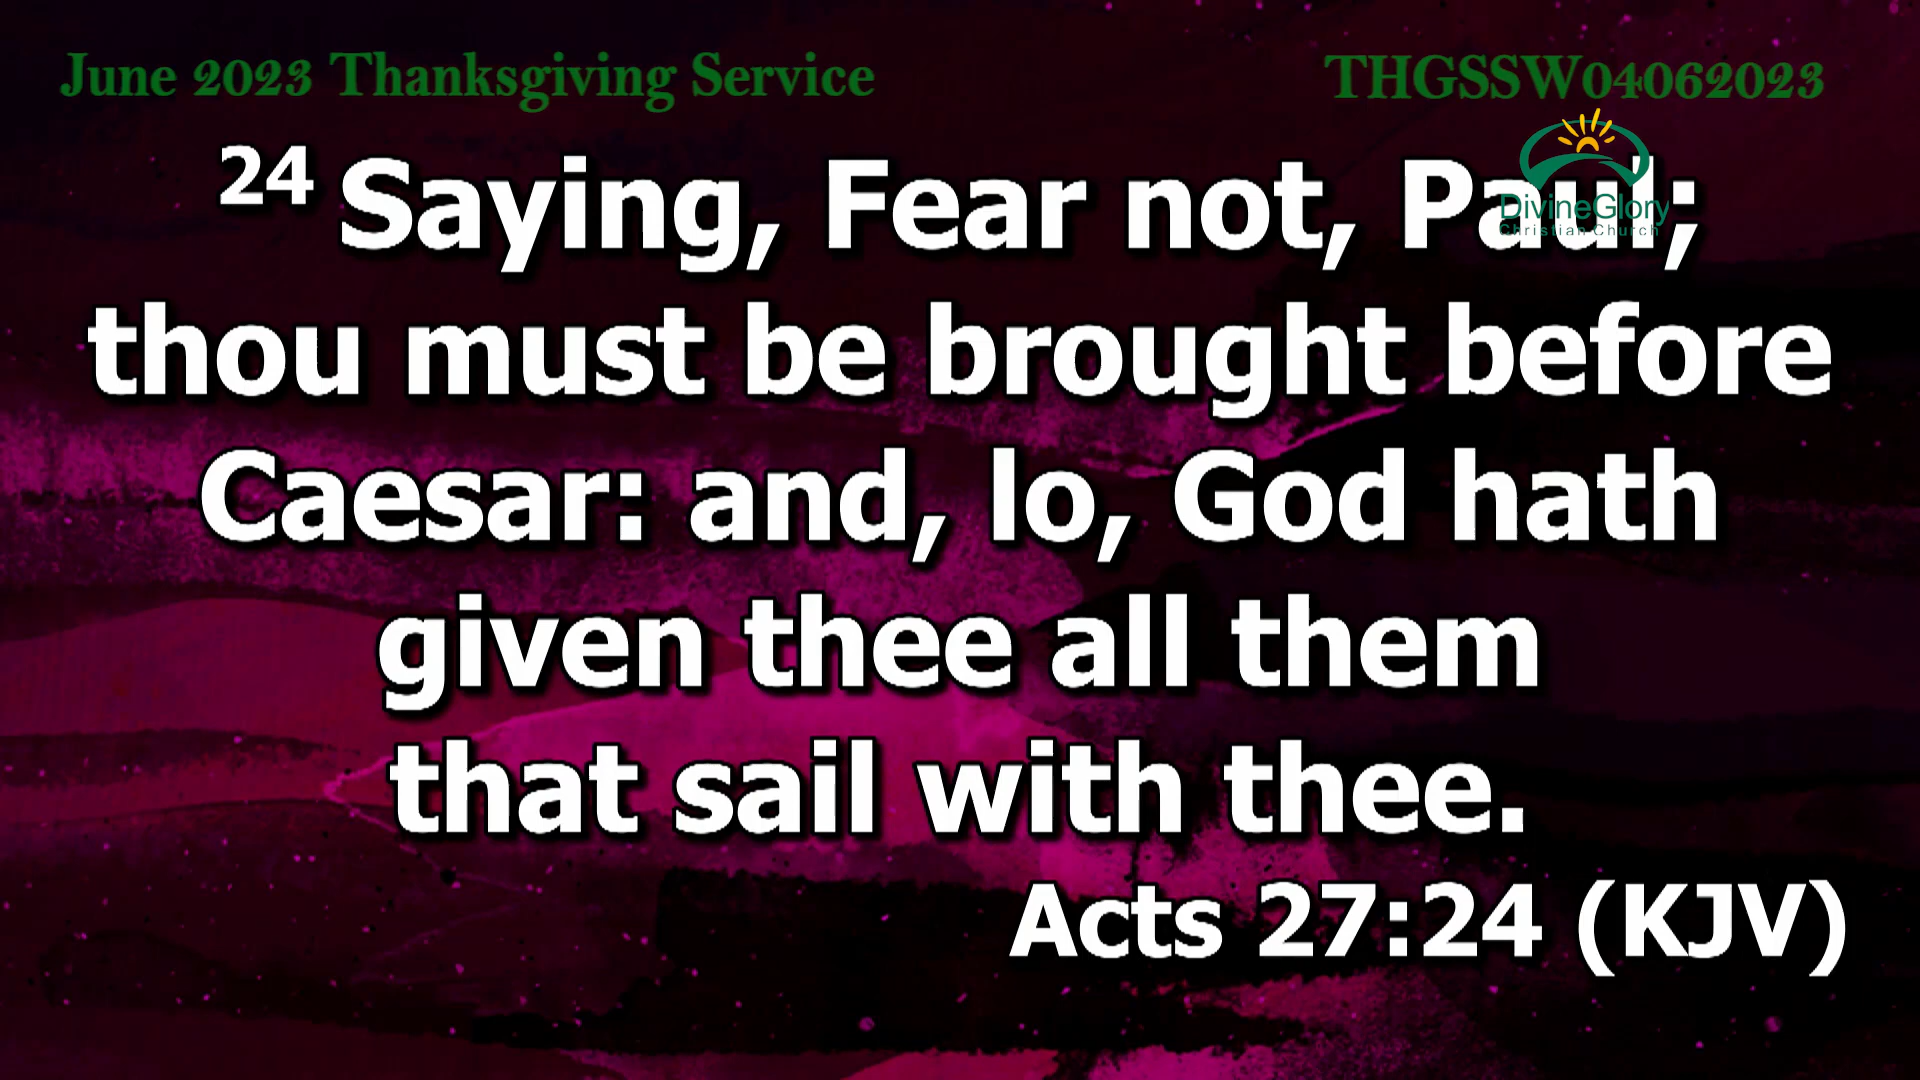 June 2023 Thanksgiving Service THGSSW04062023
24 Saying, Fear not, Paul;
DivineGlory
Christian Church
thou must be brought before
Caesar: and, lo, God hath
given thee all them
that sail with thee.
Acts 27:24 (KJV)